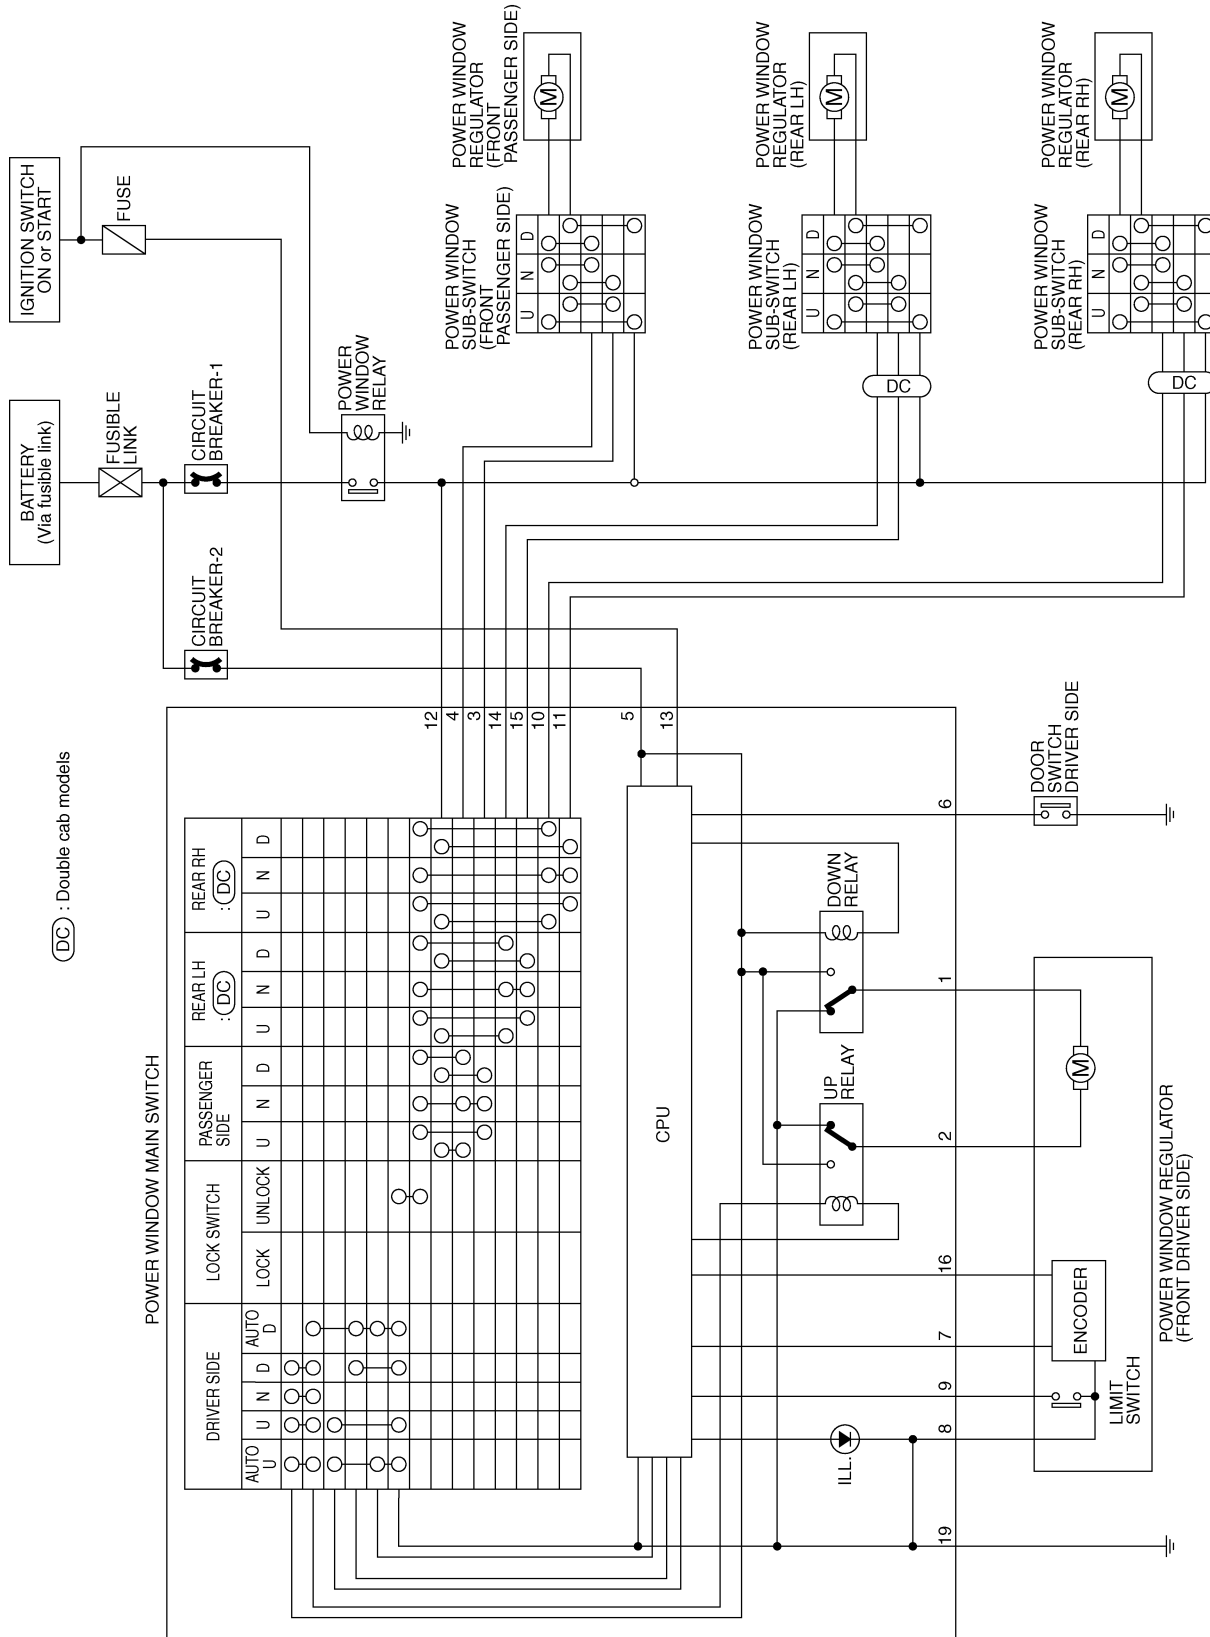 IGNITION SWITCH
ON or START
FUSE
BATTERY
(Via fusible link)
FUSIBLE
LINK
CIRCUIT
BREAKER-1
CIRCUIT
BREAKER-2
POWER
WINDOW
RELAY
POWER WINDOW
REGULATOR
(FRONT
PASSENGER SIDE)
M
POWER WINDOW
SUB-SWITCH
(FRONT
PASSENGER SIDE)
U N D
POWER WINDOW
REGULATOR
(REAR LH)
M
POWER WINDOW
SUB-SWITCH
(REAR LH)
U N D
DC
POWER WINDOW
REGULATOR
(REAR RH)
M
POWER WINDOW
SUB-SWITCH
(REAR RH)
U N D
DC
DC : Double cab models
POWER WINDOW MAIN SWITCH
DRIVER SIDE
AUTO
U
U
N
D
AUTO
D
LOCK SWITCH
LOCK
UNLOCK
PASSENGER
SIDE
U N D
REAR LH
: DC
U N D
REAR RH
: DC
U N D
12
4
3
14
15
10
11
5
13
CPU
ILL.
UP
RELAY
DOWN
RELAY
19
8
9
7
16
2
1
6
DOOR
SWITCH
DRIVER SIDE
LIMIT
SWITCH
ENCODER
M
POWER WINDOW REGULATOR
(FRONT DRIVER SIDE)